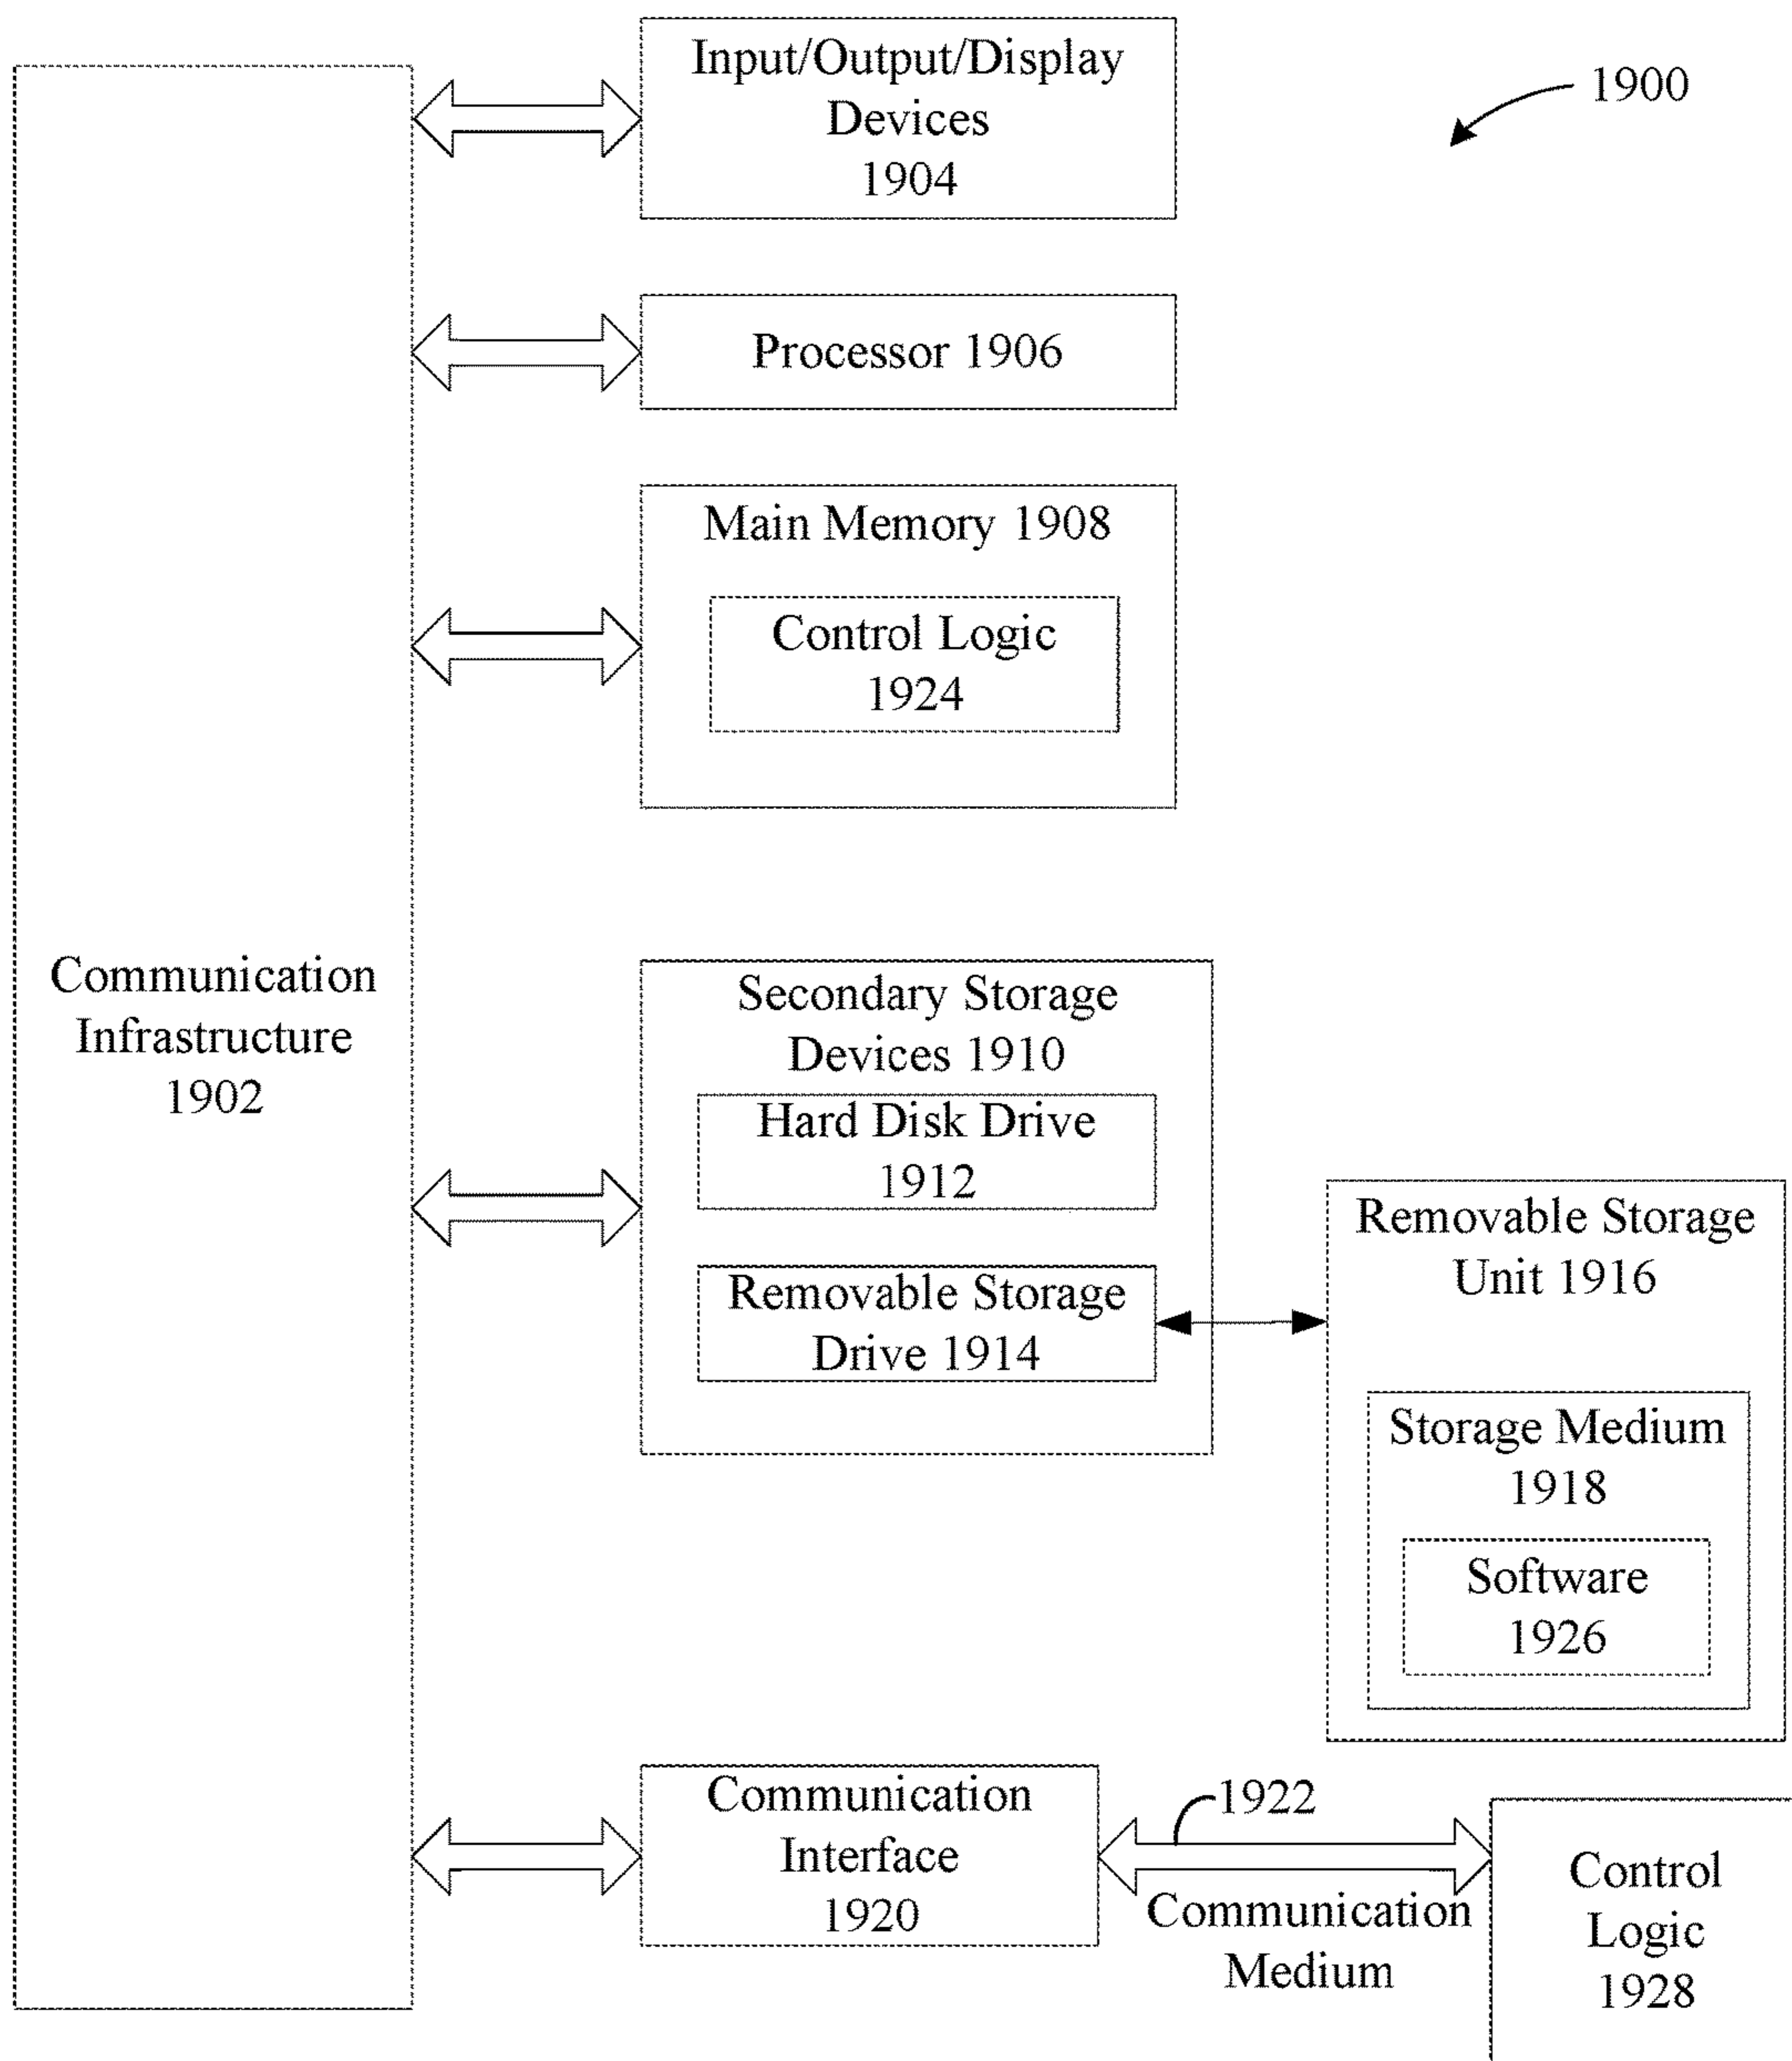 Input/Output/Display
Devices
1904
1900
Processor 1906
Main Memory 1908
Control Logic
1924
Communication
Infrastructure
1902
Secondary Storage
Devices 1910
Hard Disk Drive
1912
Removable Storage
Drive 1914
Removable Storage
Unit 1916
Storage Medium
1918
Software
1926
Communication
Interface
1920
1922
Communication
Medium
Control
Logic
1928